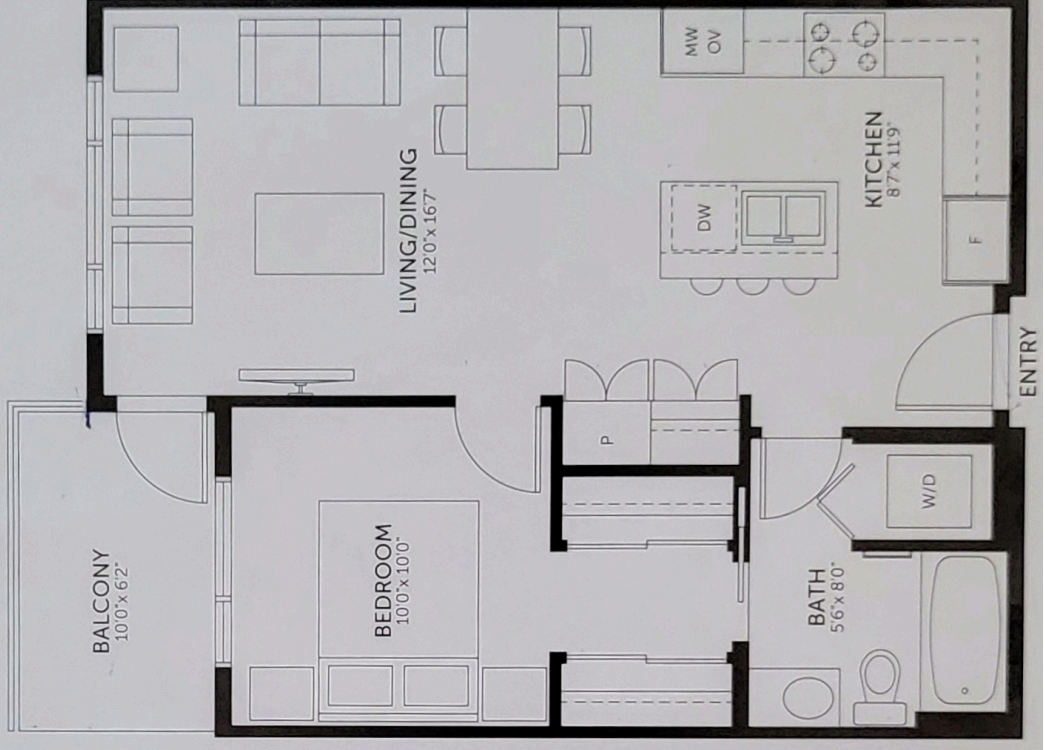 BALCONY
10'0"x 6'2"
BEDROOM
10'0"x 10'0"
LIVING/DINING
12'0"x 16'7"
P
MW
OV
DW
KITCHEN
8'7"x 11'9"
F
ENTRY
W/D
BATH
5'6"x 8'0"